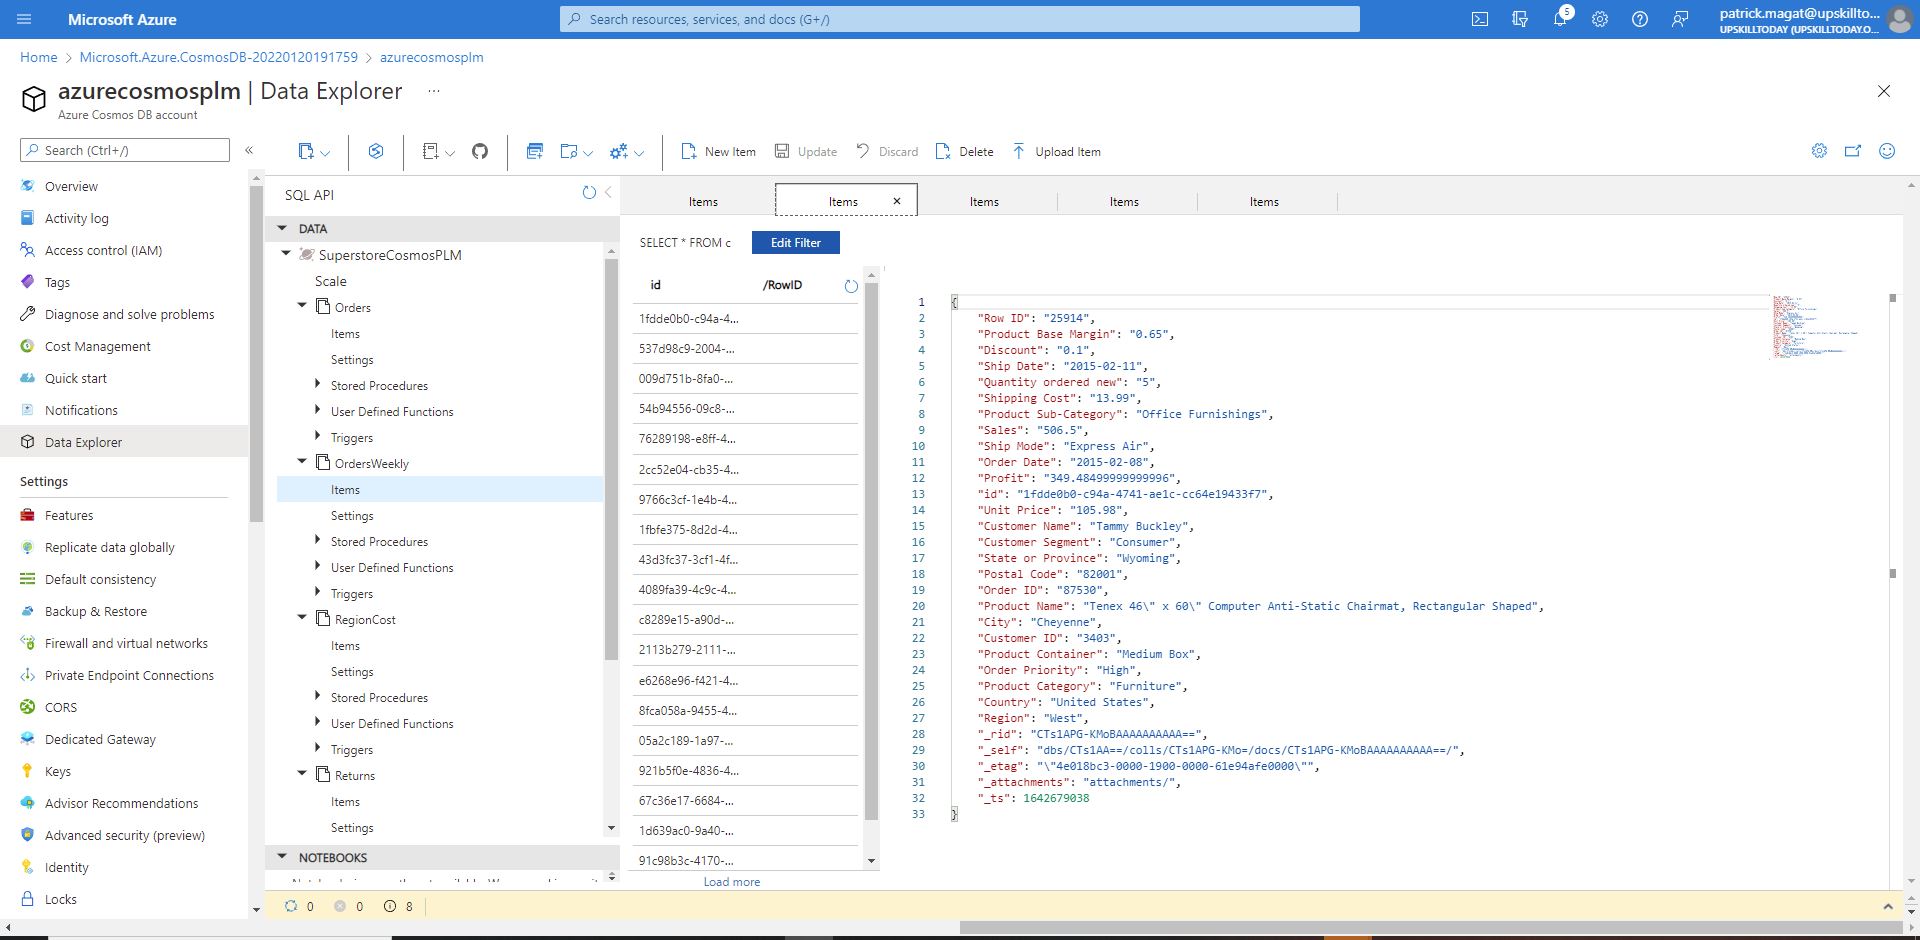 Microsoft Azure
Search resources, services, and docs (G+/)
5
patrick.magat@upskillto...
UPSKILLTODAY (UPSKILLTODAY.O...
Home > Microsoft.Azure.CosmosDB-20220120191759 > azurecosmosplm
azurecosmosplm | Data Explorer ...
Azure Cosmos DB account
Search (Ctrl+/)
«
New Item
Update
Discard
Delete
Upload Item
Overview
Activity log
Access control (IAM)
Tags
Diagnose and solve problems
Cost Management
Quick start
Notifications
Data Explorer
Settings
Features
Replicate data globally
Default consistency
Backup & Restore
Firewall and virtual networks
Private Endpoint Connections
CORS
Dedicated Gateway
Keys
Advisor Recommendations
Advanced security (preview)
Identity
Locks
SQL API
DATA
SuperstoreCosmosPLM
Scale
Orders
Items
Settings
Stored Procedures
User Defined Functions
Triggers
OrdersWeekly
Items
Settings
Stored Procedures
User Defined Functions
Triggers
RegionCost
Items
Settings
Stored Procedures
User Defined Functions
Triggers
Returns
Items
Settings
NOTEBOOKS
Items
Items
Items
Items
Items
SELECT * FROM c
Edit Filter
id /RowID
1fdde0b0-c94a-4...
537d98c9-2004-...
009d751b-8fa0-...
54b94556-09c8-...
76289198-e8ff-4...
2cc52e04-cb35-4...
9766c3cf-1e4b-4...
1fbfe375-8d2d-4...
43d3fc37-3cf1-4f...
4089fa39-4c9c-4...
c8289e15-a90d-...
2113b279-2111-...
e6268e96-f421-4...
8fca058a-9455-4...
05a2c189-1a97-...
921b5f0e-4836-4...
67c36e17-6684-...
1d639ac0-9a40-...
91c98b3c-4170-...
Load more
1 {
2 "Row ID": "25914",
3 "Product Base Margin": "0.65",
4 "Discount": "0.1",
5 "Ship Date": "2015-02-11",
6 "Quantity ordered new": "5",
7 "Shipping Cost": "13.99",
8 "Product Sub-Category": "Office Furnishings",
9 "Sales": "506.5",
10 "Ship Mode": "Express Air",
11 "Order Date": "2015-02-08",
12 "Profit": "349.48499999999996",
13 "id": "1fdde0b0-c94a-4741-ae1c-cc64e19433f7",
14 "Unit Price": "105.98",
15 "Customer Name": "Tammy Buckley",
16 "Customer Segment": "Consumer",
17 "State or Province": "Wyoming",
18 "Postal Code": "82001",
19 "Order ID": "87530",
20 "Product Name": "Tenex 46\" x 60\" Computer Anti-Static Chairmat, Rectangular Shaped",
21 "City": "Cheyenne",
22 "Customer ID": "3403",
23 "Product Container": "Medium Box",
24 "Order Priority": "High",
25 "Product Category": "Furniture",
26 "Country": "United States",
27 "Region": "West",
28 "_rid": "CTs1APG-KMoBAAAAAAAAAA==",
29 "_self": "dbs/CTs1AA==/colls/CTs1APG-KMo=/docs/CTs1APG-KMoBAAAAAAAAAA==/",
30 "_etag": "\"4e018bc3-0000-1900-0000-61e94afe0000\"",
31 "_attachments": "attachments/",
32 "_ts": 1642679038
33 }
0 0 8